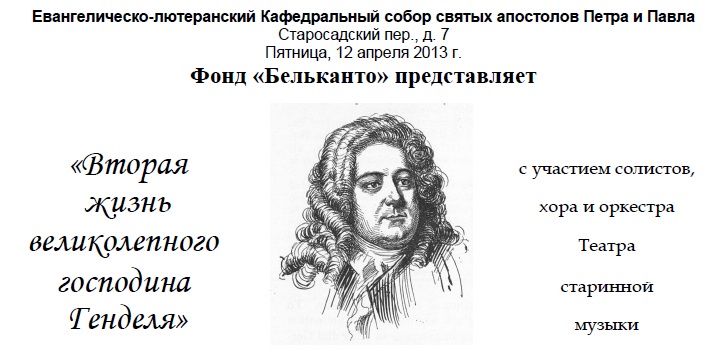 Евангелическо-лютеранский Кафедральный собор святых апостолов Петра и Павла
Старосадский пер., д. 7
Пятница, 12 апреля 2013 г.
Фонд «Бельканто» представляет
«Вторая
жизнь
великолепного
господина
Генделя»
с участием солистов,
хора и оркестра
Театра
старинной
музыки